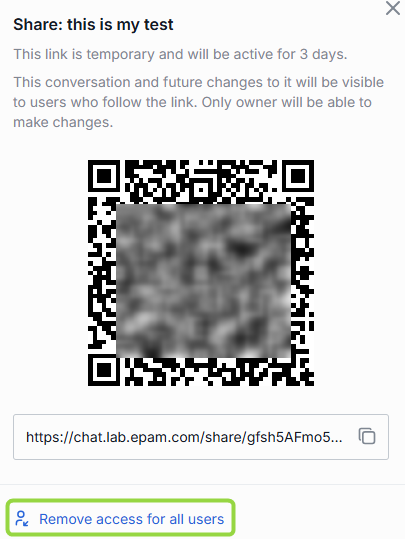 Share: this is my test
This link is temporary and will be active for 3 days.
This conversation and future changes to it will be visible
to users who follow the link. Only owner will be able to
make changes.
https://chat.lab.epam.com/share/gfsh5AFmo5...
Remove access for all users